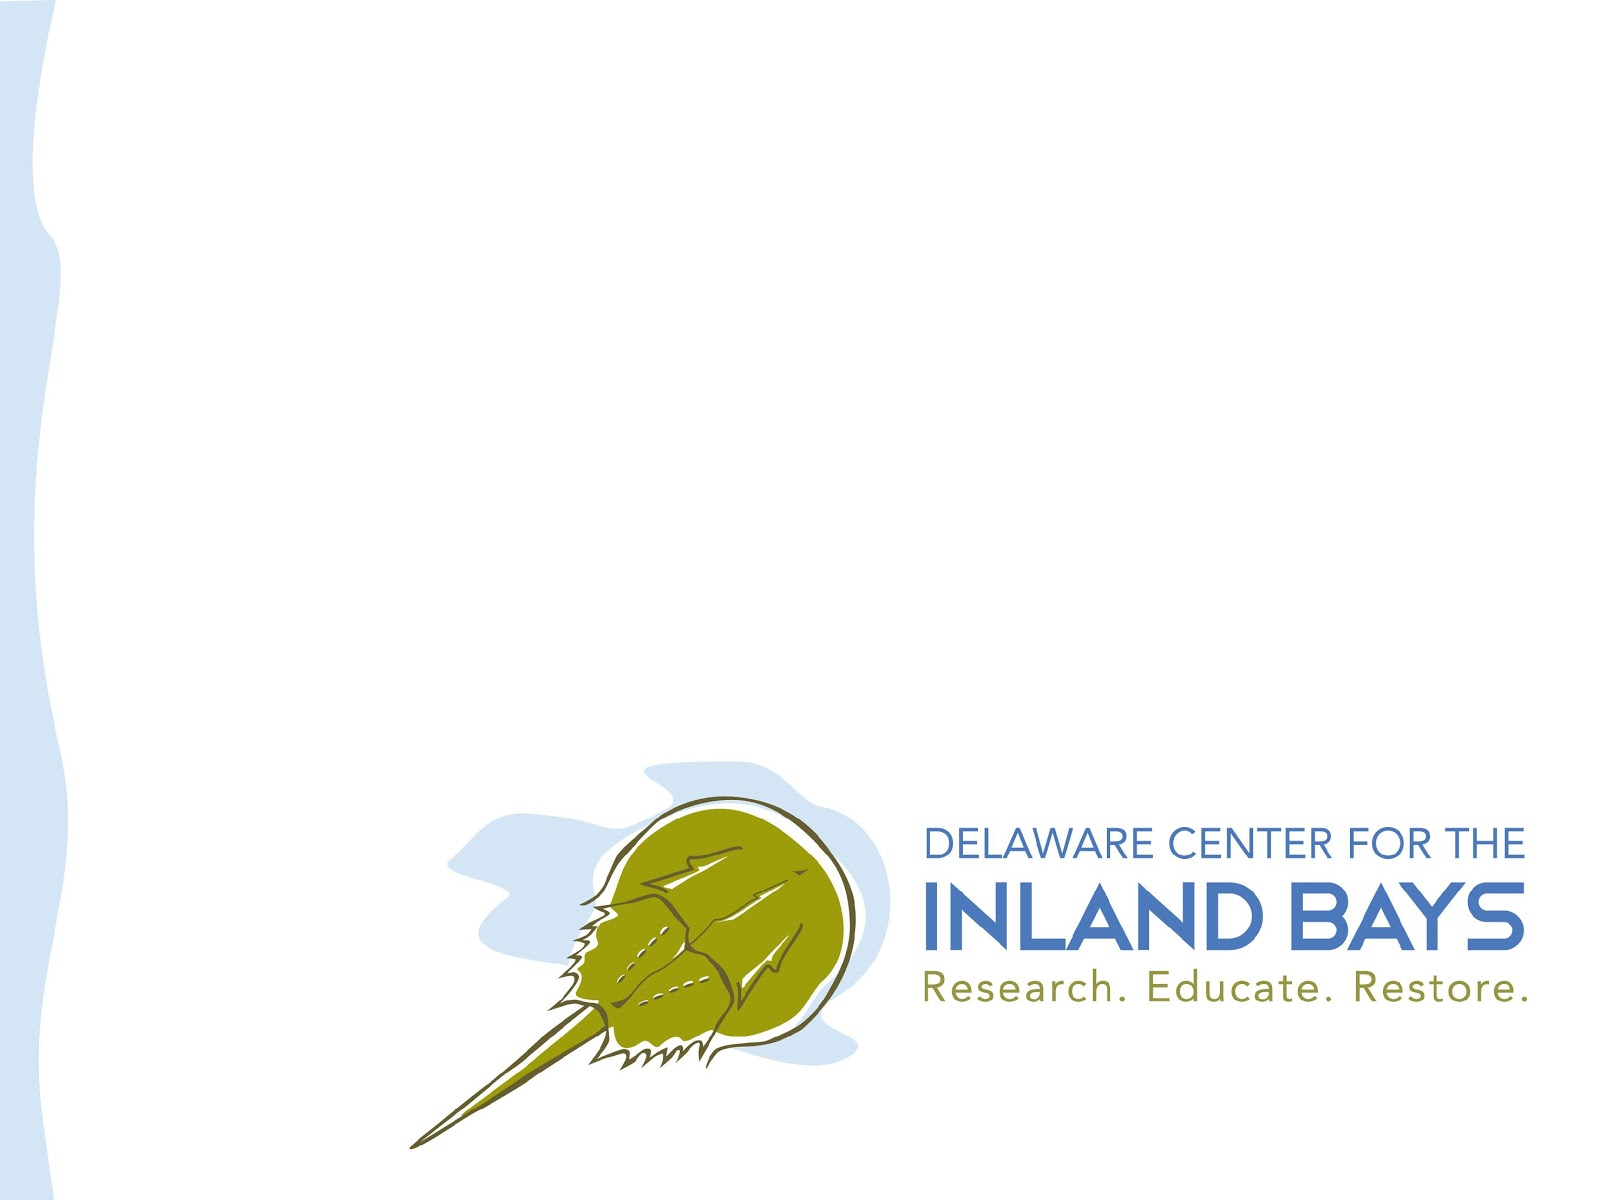 DELAWARE CENTER FOR THE
INLAND BAYS
Research. Educate. Restore.